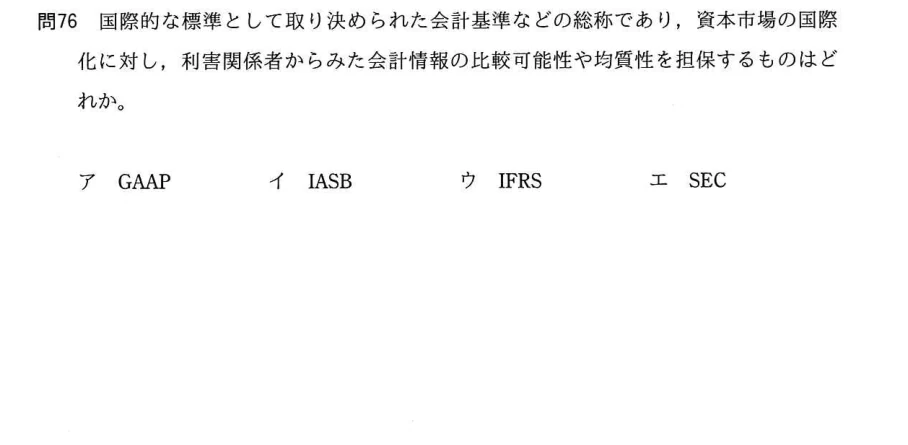 問76 国際的な標準として取り決められた会計基準などの総称であり，資本市場の国際
化に対し，利害関係者からみた会計情報の比較可能性や均質性を担保するものはど
れか。
ア GAAP イ IASB ウ IFRS エ SEC